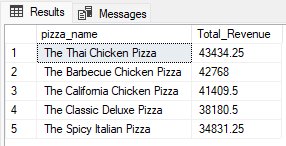 Results Messages
pizza_name Total_Revenue
1 The Thai Chicken Pizza 43434.25
2 The Barbecue Chicken Pizza 42768
3 The California Chicken Pizza 41409.5
4 The Classic Deluxe Pizza 38180.5
5 The Spicy Italian Pizza 34831.25